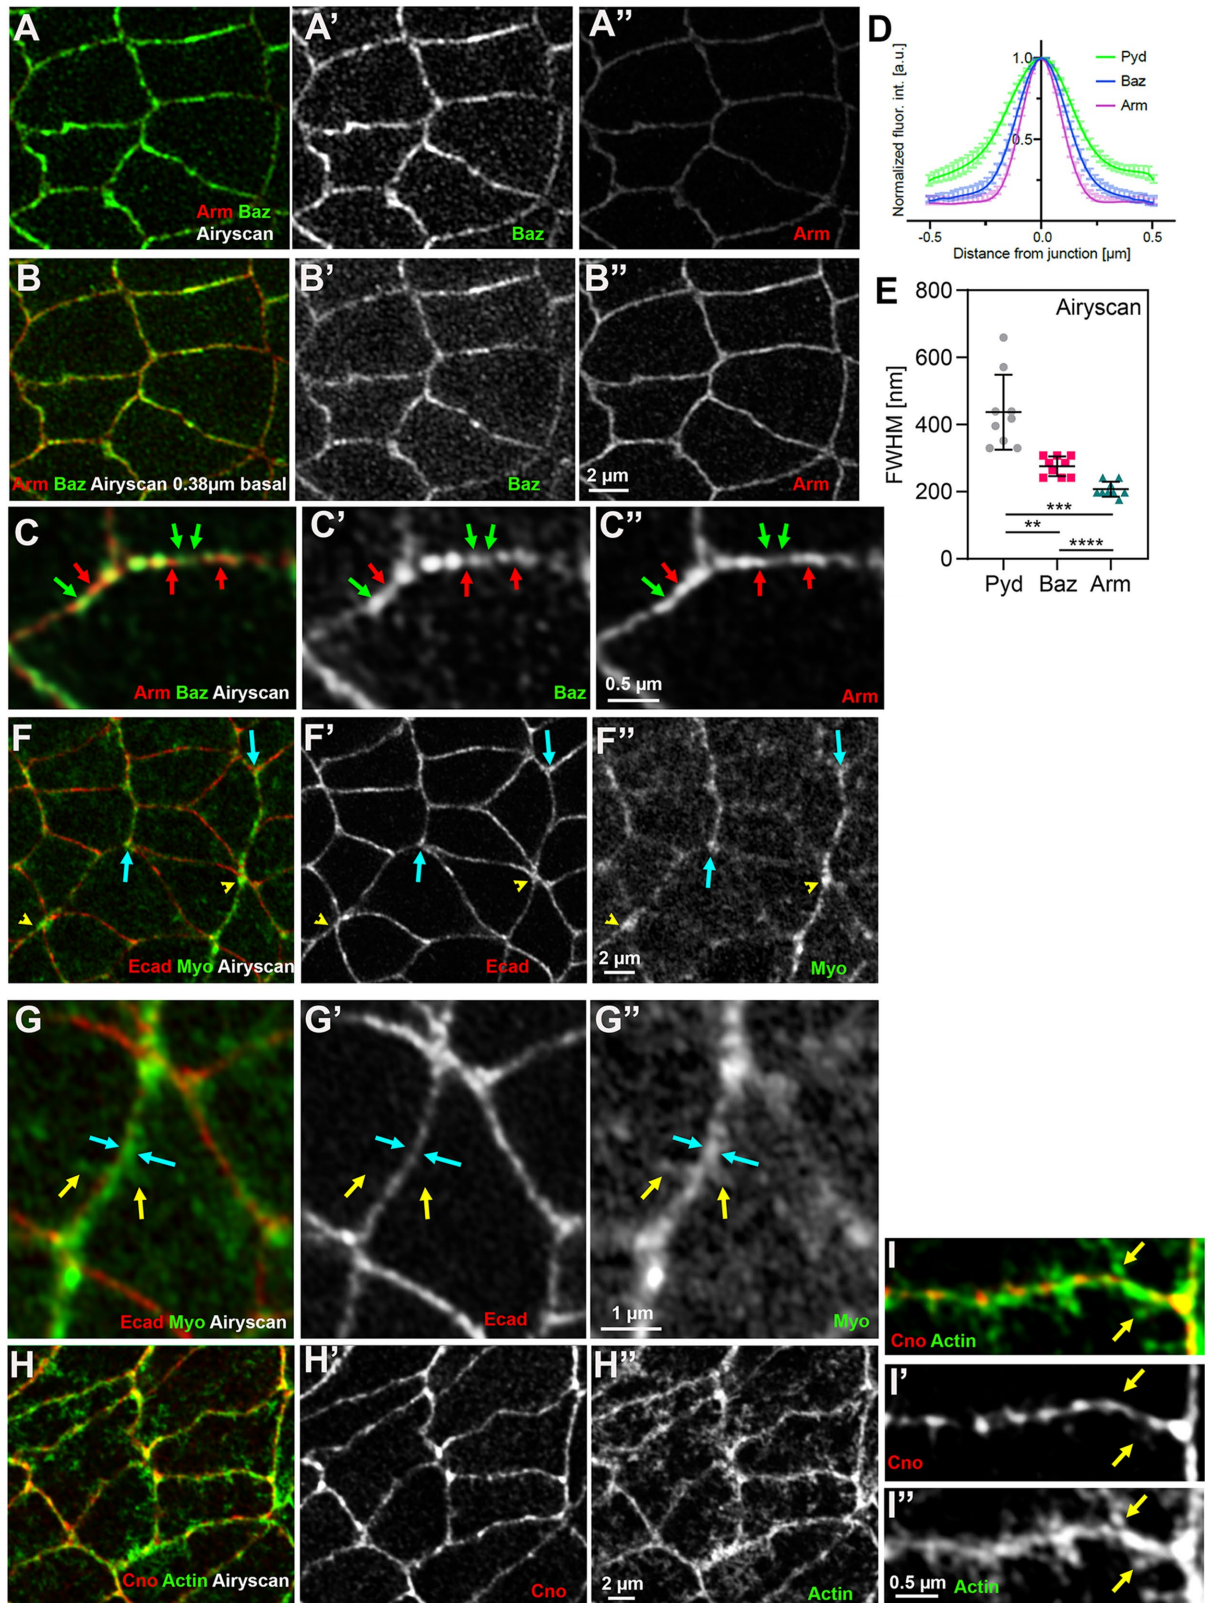 A
Arm Baz
Airyscan
A’
Baz
A’’
Arm
D
Normalized fluor. int. [a.u.]
1.0
0.5
Pyd
Baz
Arm
-0.5
0.0
0.5
Distance from junction [µm]
B
Arm Baz Airyscan 0.38µm basal
B’
Baz
B’’
2 µm
Arm
E
800
600
400
200
0
FWHM [nm]
Airyscan
***
**
****
Pyd Baz Arm
C
Arm Baz Airyscan
C’
Baz
C’’
0.5 µm
Arm
F
Ecad Myo Airyscan
F’
Ecad
F’’
2 µm
Myo
G
Ecad Myo Airyscan
G’
Ecad
G’’
1 µm
Myo
H
Cno Actin Airyscan
H’
Cno
H’’
2 µm
Actin
I
Cno Actin
I’
Cno
I’’
0.5 µm
Actin